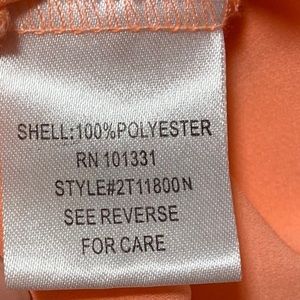 SHELL:100%POLYESTER
RN 101331
STYLE#2T11800N
SEE REVERSE
FOR CARE